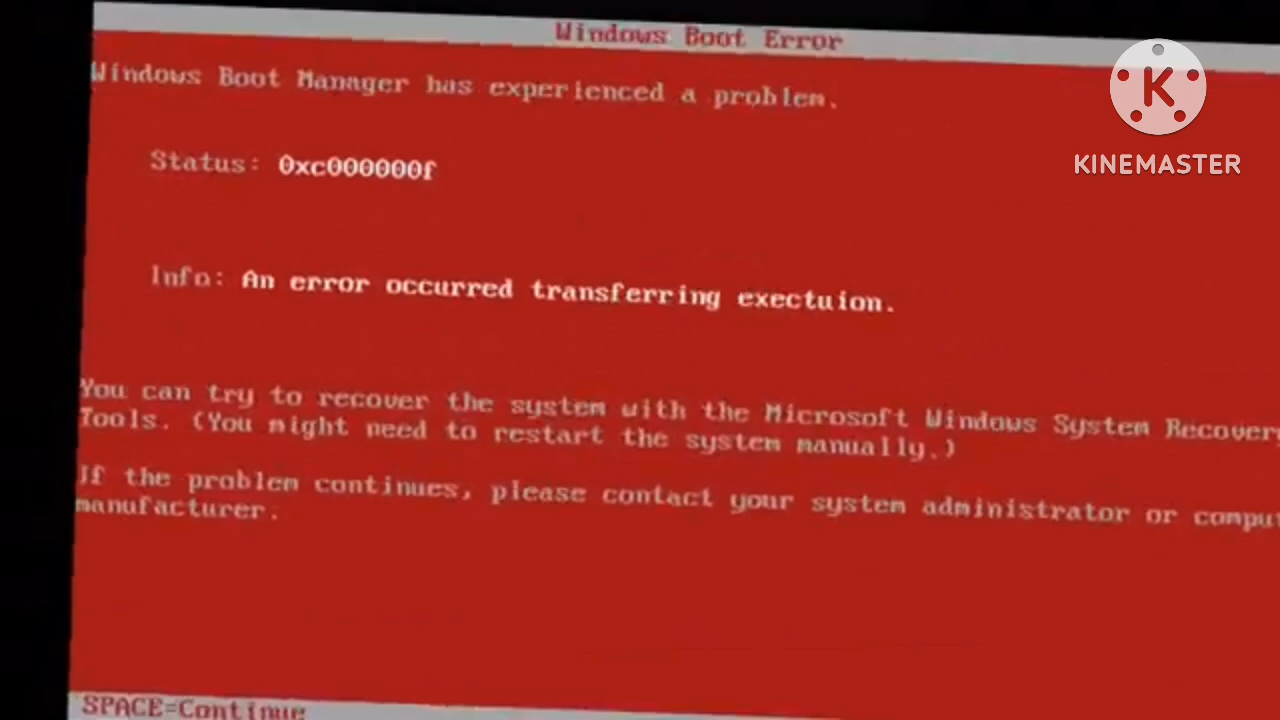 Windows Boot Error
Windows Boot Manager has experienced a problem.
K
KINEMASTER
Status: 0xc000000f
Info: An error occurred transferring exectuion.
You can try to recover the system with the Microsoft Windows System Recover
Tools. (You might need to restart the system manually.)
If the problem continues, please contact your system administrator or comput
manufacturer.
SPACE=Continue